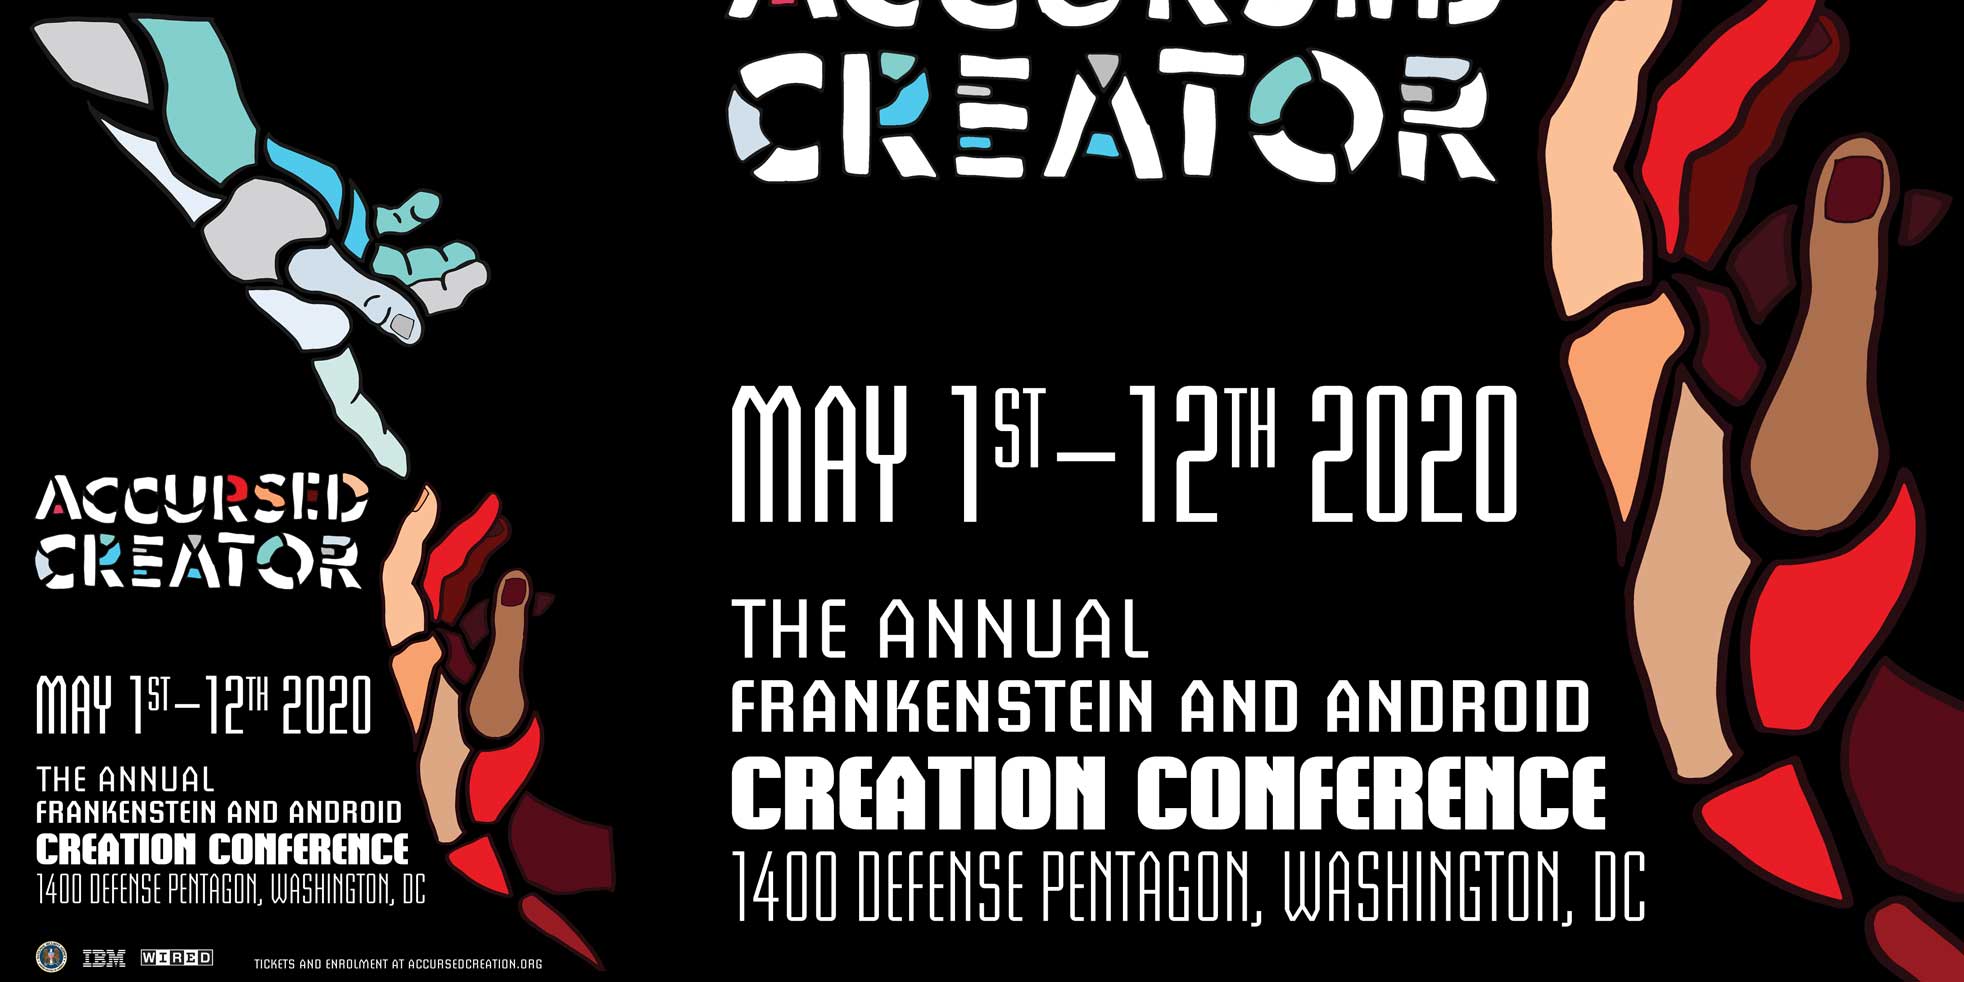 ACCURSED
CREATOR
MAY 1ST–12TH 2020
THE ANNUAL
FRANKENSTEIN AND ANDROID
CREATION CONFERENCE
1400 DEFENSE PENTAGON, WASHINGTON, DC
IBM
WIRED
TICKETS AND ENROLMENT AT ACCURSEDCREATION.ORG
ACCURSED
CREATOR
MAY 1ST–12TH 2020
THE ANNUAL
FRANKENSTEIN AND ANDROID
CREATION CONFERENCE
1400 DEFENSE PENTAGON, WASHINGTON, DC